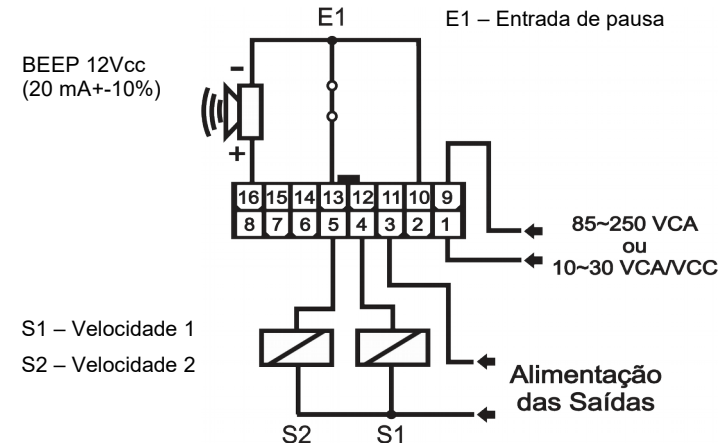 E1
E1 – Entrada de pausa
BEEP 12Vcc
(20 mA+-10%)
-
+
16 15 14 13 12 11 10 9
8 7 6 5 4 3 2 1
85~250 VCA
ou
10~30 VCA/VCC
S1 – Velocidade 1
S2 – Velocidade 2
Alimentação
das Saídas
S2 S1